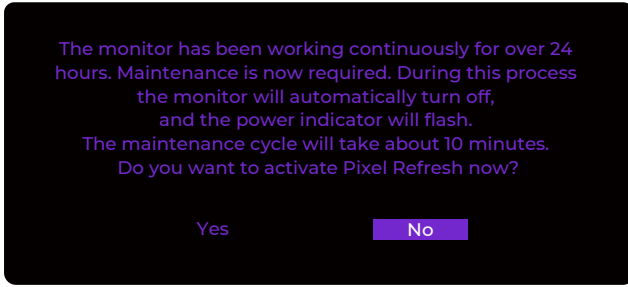 The monitor has been working continuously for over 24
hours. Maintenance is now required. During this process
the monitor will automatically turn off,
and the power indicator will flash.
The maintenance cycle will take about 10 minutes.
Do you want to activate Pixel Refresh now?
Yes No